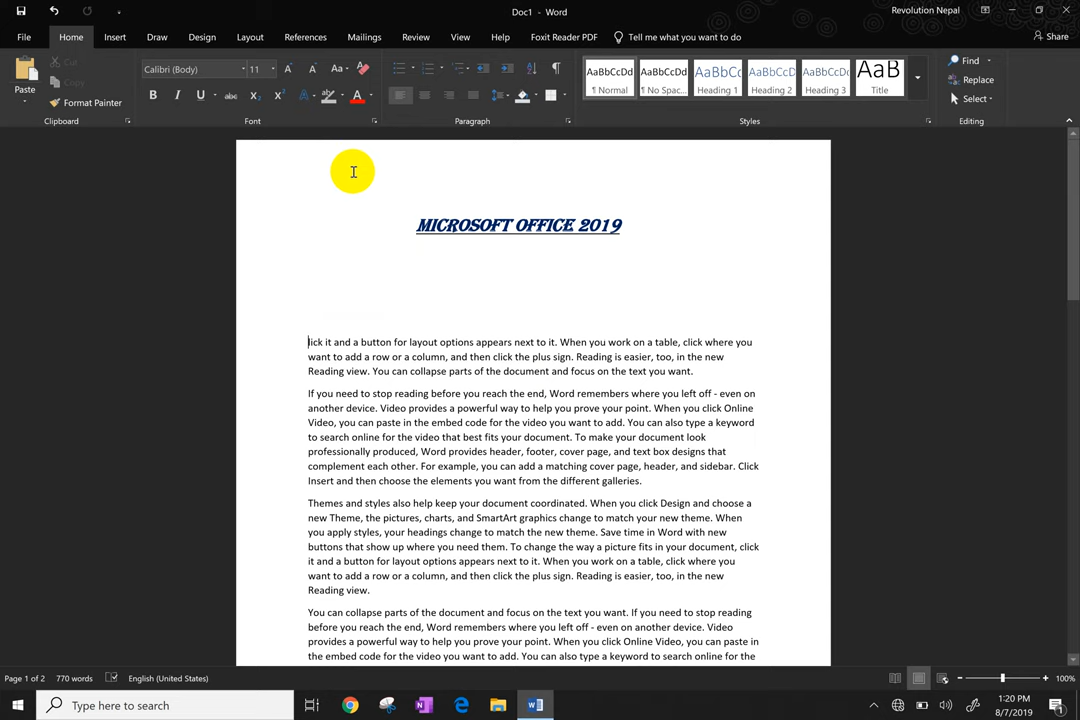 Doc1 - Word
Revolution Nepal
File Home Insert Draw Design Layout References Mailings Review View Help Foxit Reader PDF Tell me what you want to do Share
Paste
Cut
Copy
Format Painter
Clipboard
Calibri (Body) 11
Font
Paragraph
AaBbCcDd AaBbCcDd AaBbCc AaBbCcD AaBbCcD AaB
¶ Normal ¶ No Spac... Heading 1 Heading 2 Heading 3 Title
Styles
Find
Replace
Select
Editing
MICROSOFT OFFICE 2019
lick it and a button for layout options appears next to it. When you work on a table, click where you
want to add a row or a column, and then click the plus sign. Reading is easier, too, in the new
Reading view. You can collapse parts of the document and focus on the text you want.
If you need to stop reading before you reach the end, Word remembers where you left off - even on
another device. Video provides a powerful way to help you prove your point. When you click Online
Video, you can paste in the embed code for the video you want to add. You can also type a keyword
to search online for the video that best fits your document. To make your document look
professionally produced, Word provides header, footer, cover page, and text box designs that
complement each other. For example, you can add a matching cover page, header, and sidebar. Click
Insert and then choose the elements you want from the different galleries.
Themes and styles also help keep your document coordinated. When you click Design and choose a
new Theme, the pictures, charts, and SmartArt graphics change to match your new theme. When
you apply styles, your headings change to match the new theme. Save time in Word with new
buttons that show up where you need them. To change the way a picture fits in your document, click
it and a button for layout options appears next to it. When you work on a table, click where you
want to add a row or a column, and then click the plus sign. Reading is easier, too, in the new
Reading view.
You can collapse parts of the document and focus on the text you want. If you need to stop reading
before you reach the end, Word remembers where you left off - even on another device. Video
provides a powerful way to help you prove your point. When you click Online Video, you can paste in
the embed code for the video you want to add. You can also type a keyword to search online for the
Page 1 of 2 770 words English (United States) 100%
Type here to search
1:20 PM
8/7/2019